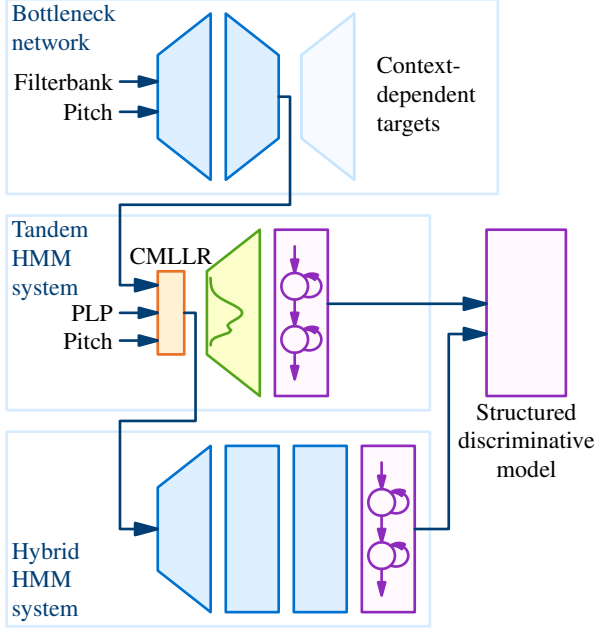 Bottleneck
network
Filterbank
Pitch
Context-
dependent
targets
Tandem
HMM
system
CMLLR
PLP
Pitch
Structured
discriminative
model
Hybrid
HMM
system